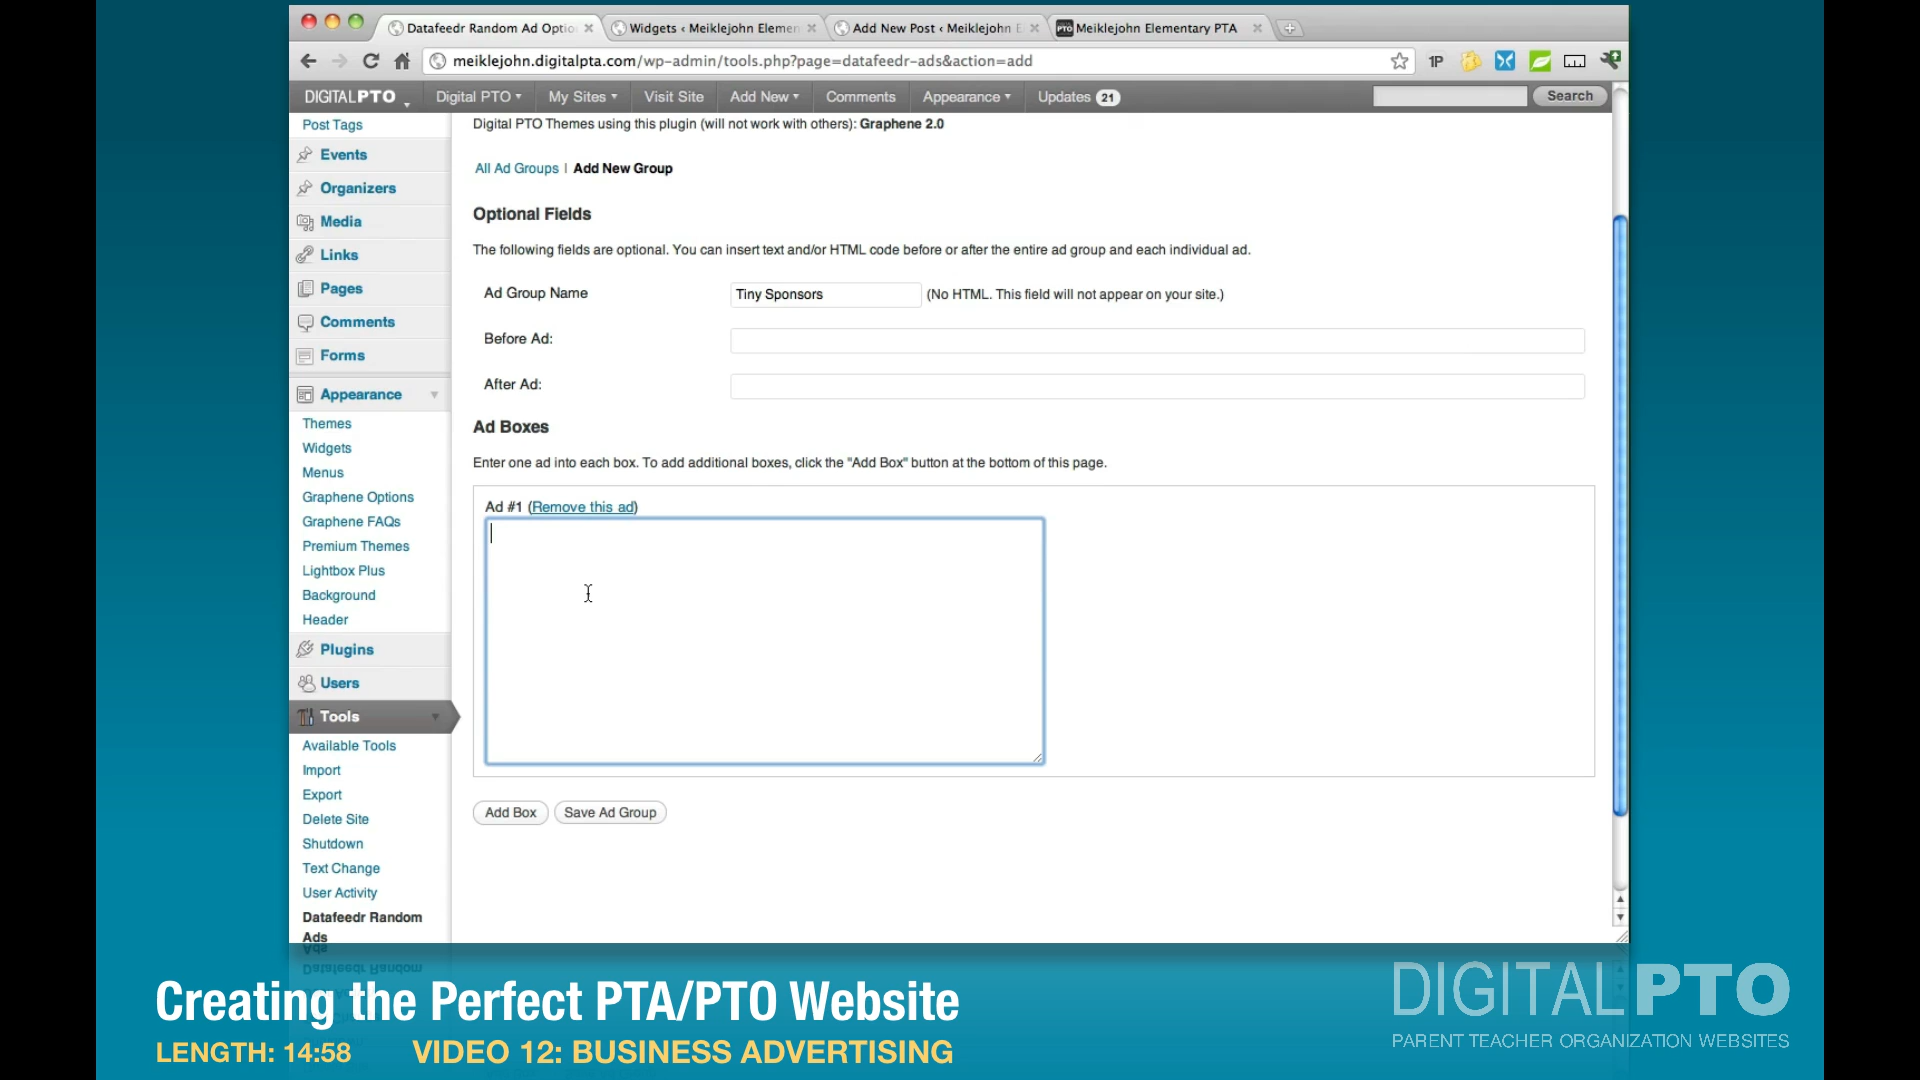 Datafeedr Random Ad Optio
Widgets ‹ Meiklejohn Elemen
Add New Post ‹ Meiklejohn E
Meiklejohn Elementary PTA
meiklejohn.digitalpta.com/wp-admin/tools.php?page=datafeedr-ads&action=add
1P
DIGITALPTO
Digital PTO
My Sites
Visit Site
Add New
Comments
Appearance
Updates 21
Search
Post Tags
Events
Organizers
Media
Links
Pages
Comments
Forms
Appearance
Themes
Widgets
Menus
Graphene Options
Graphene FAQs
Premium Themes
Lightbox Plus
Background
Header
Plugins
Users
Tools
Available Tools
Import
Export
Delete Site
Shutdown
Text Change
User Activity
Datafeedr Random
Ads
Digital PTO Themes using this plugin (will not work with others): Graphene 2.0
All Ad Groups | Add New Group
Optional Fields
The following fields are optional. You can insert text and/or HTML code before or after the entire ad group and each individual ad.
Ad Group Name
Tiny Sponsors
(No HTML. This field will not appear on your site.)
Before Ad:
After Ad:
Ad Boxes
Enter one ad into each box. To add additional boxes, click the "Add Box" button at the bottom of this page.
Ad #1 (Remove this ad)
Add Box
Save Ad Group
Creating the Perfect PTA/PTO Website
LENGTH: 14:58
VIDEO 12: BUSINESS ADVERTISING
DIGITALPTO
PARENT TEACHER ORGANIZATION WEBSITES